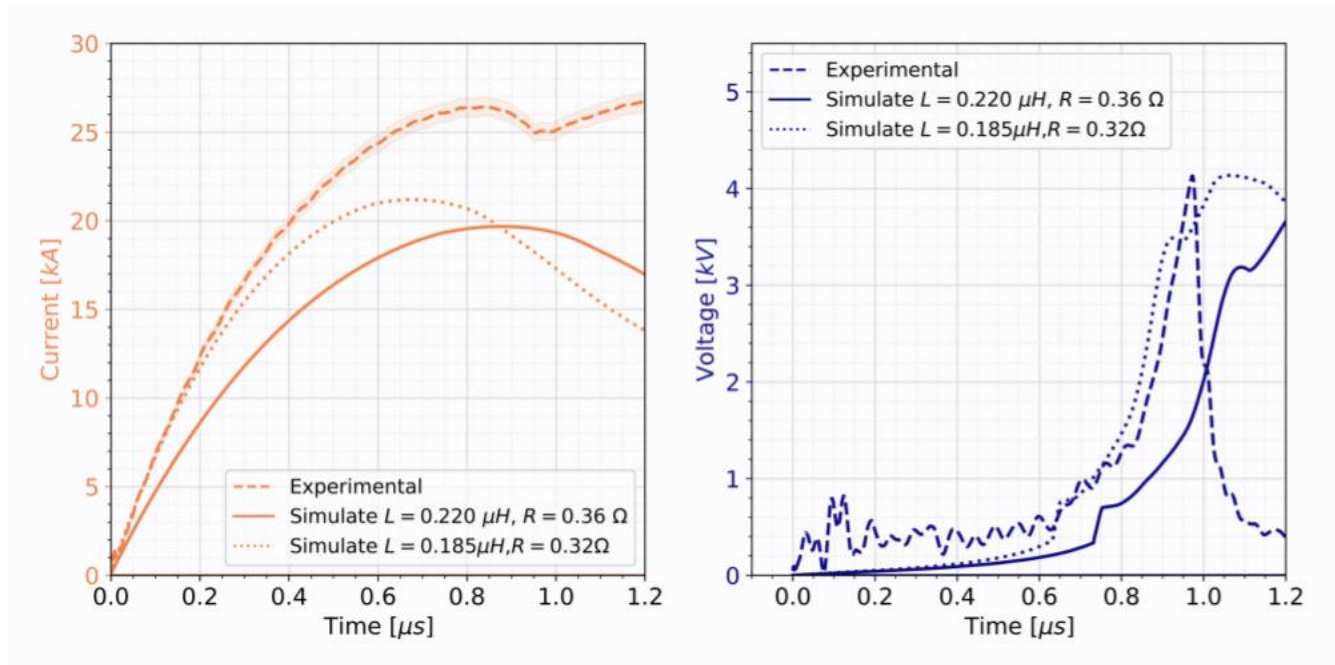 30
25
20
15
10
5
0
Current [kA]
0.0 0.2 0.4 0.6 0.8 1.0 1.2
Time [μs]
Experimental
Simulate L = 0.220 μH, R = 0.36 Ω
Simulate L = 0.185μH,R = 0.32Ω
5
4
3
2
1
0
Voltage [kV]
0.0 0.2 0.4 0.6 0.8 1.0 1.2
Time [μs]
Experimental
Simulate L = 0.220 μH, R = 0.36 Ω
Simulate L = 0.185μH,R = 0.32Ω